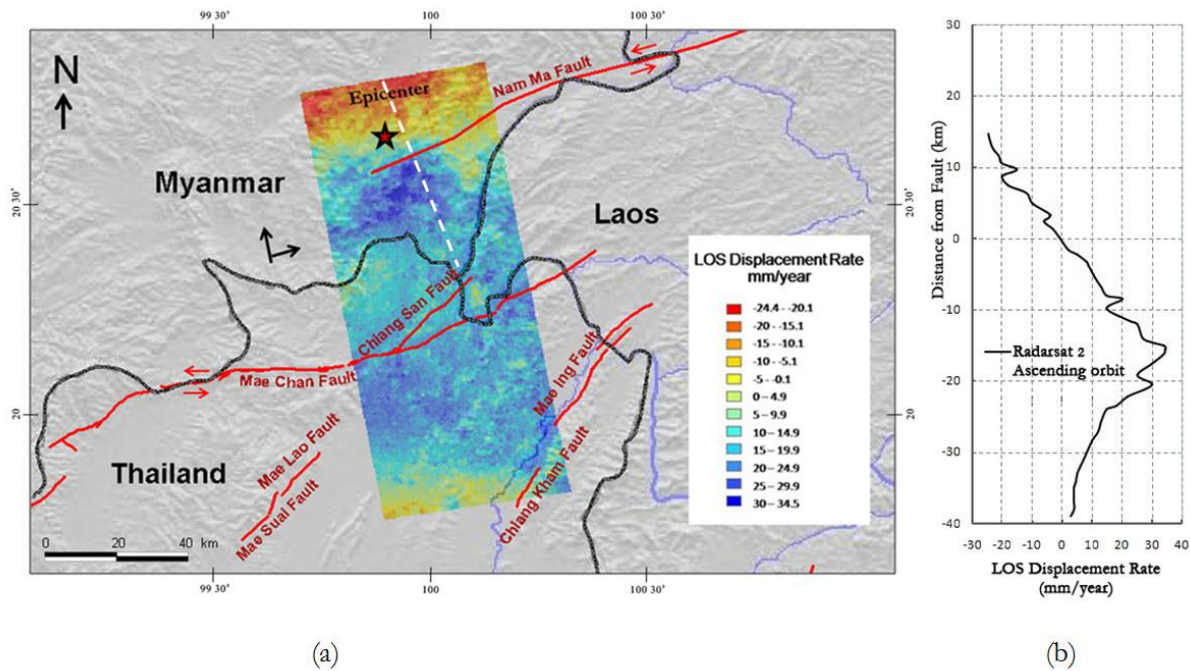 99 30'
100
100 30'
N
Epicenter
Nam Ma Fault
Myanmar
20 30'
20 30'
Laos
LOS Displacement Rate
mm/year
-24.4 - -20.1
-20 - -15.1
-15 - -10.1
-10 - -5.1
-5 - -0.1
0 - 4.9
5 - 9.9
10 - 14.9
15 - 19.9
20 - 24.9
25 - 29.9
30 - 34.5
Chiang San Fault
Mae Chan Fault
Mae Ing Fault
20
20
Thailand
Mae Lao Fault
Mae Suai Fault
Chiang Kham Fault
0 20 40 km
99 30'
100
100 30'
(a)
30
20
10
0
-10
-20
-30
-40
Distance from Fault (km)
Radarsat 2
Ascending orbit
-30 -20 -10 0 10 20 30 40
LOS Displacement Rate
(mm/year)
(b)